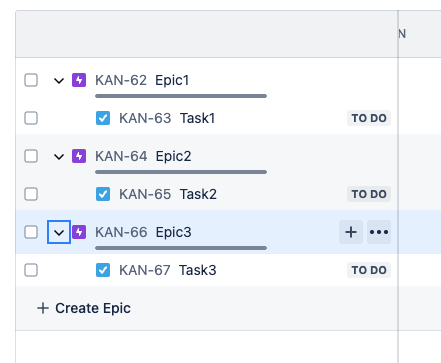 N
KAN-62 Epic1
KAN-63 Task1 TO DO
KAN-64 Epic2
KAN-65 Task2 TO DO
KAN-66 Epic3
KAN-67 Task3 TO DO
+ Create Epic